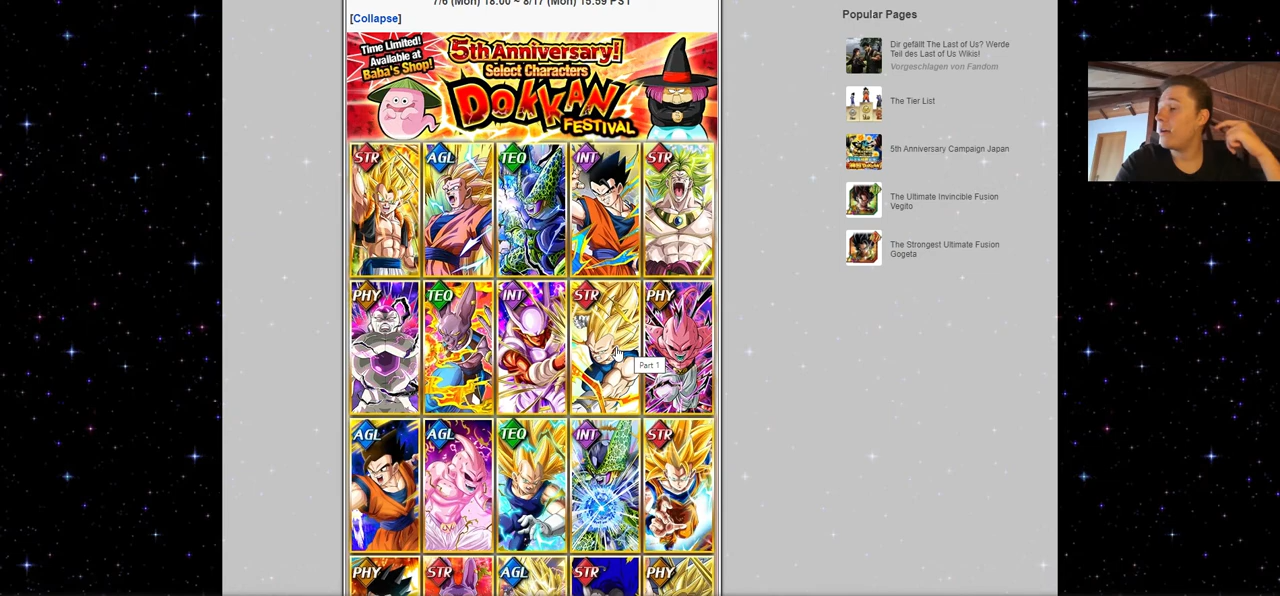 7/6 (Mon) 18:00 ~ 8/17 (Mon) 15:59 PST
[Collapse]
Time Limited!
Available at
Baba's Shop!
5th Anniversary!
Select Characters
DOKKAN
FESTIVAL
STR
AGL
TEQ
INT
STR
PHY
TEQ
INT
STR
PHY
Part 1
AGL
AGL
TEQ
INT
STR
PHY
STR
AGL
STR
PHY
Popular Pages
Dir gefällt The Last of Us? Werde
Teil des Last of Us Wikis!
Vorgeschlagen von Fandom
The Tier List
5th Anniversary Campaign Japan
The Ultimate Invincible Fusion
Vegito
The Strongest Ultimate Fusion
Gogeta